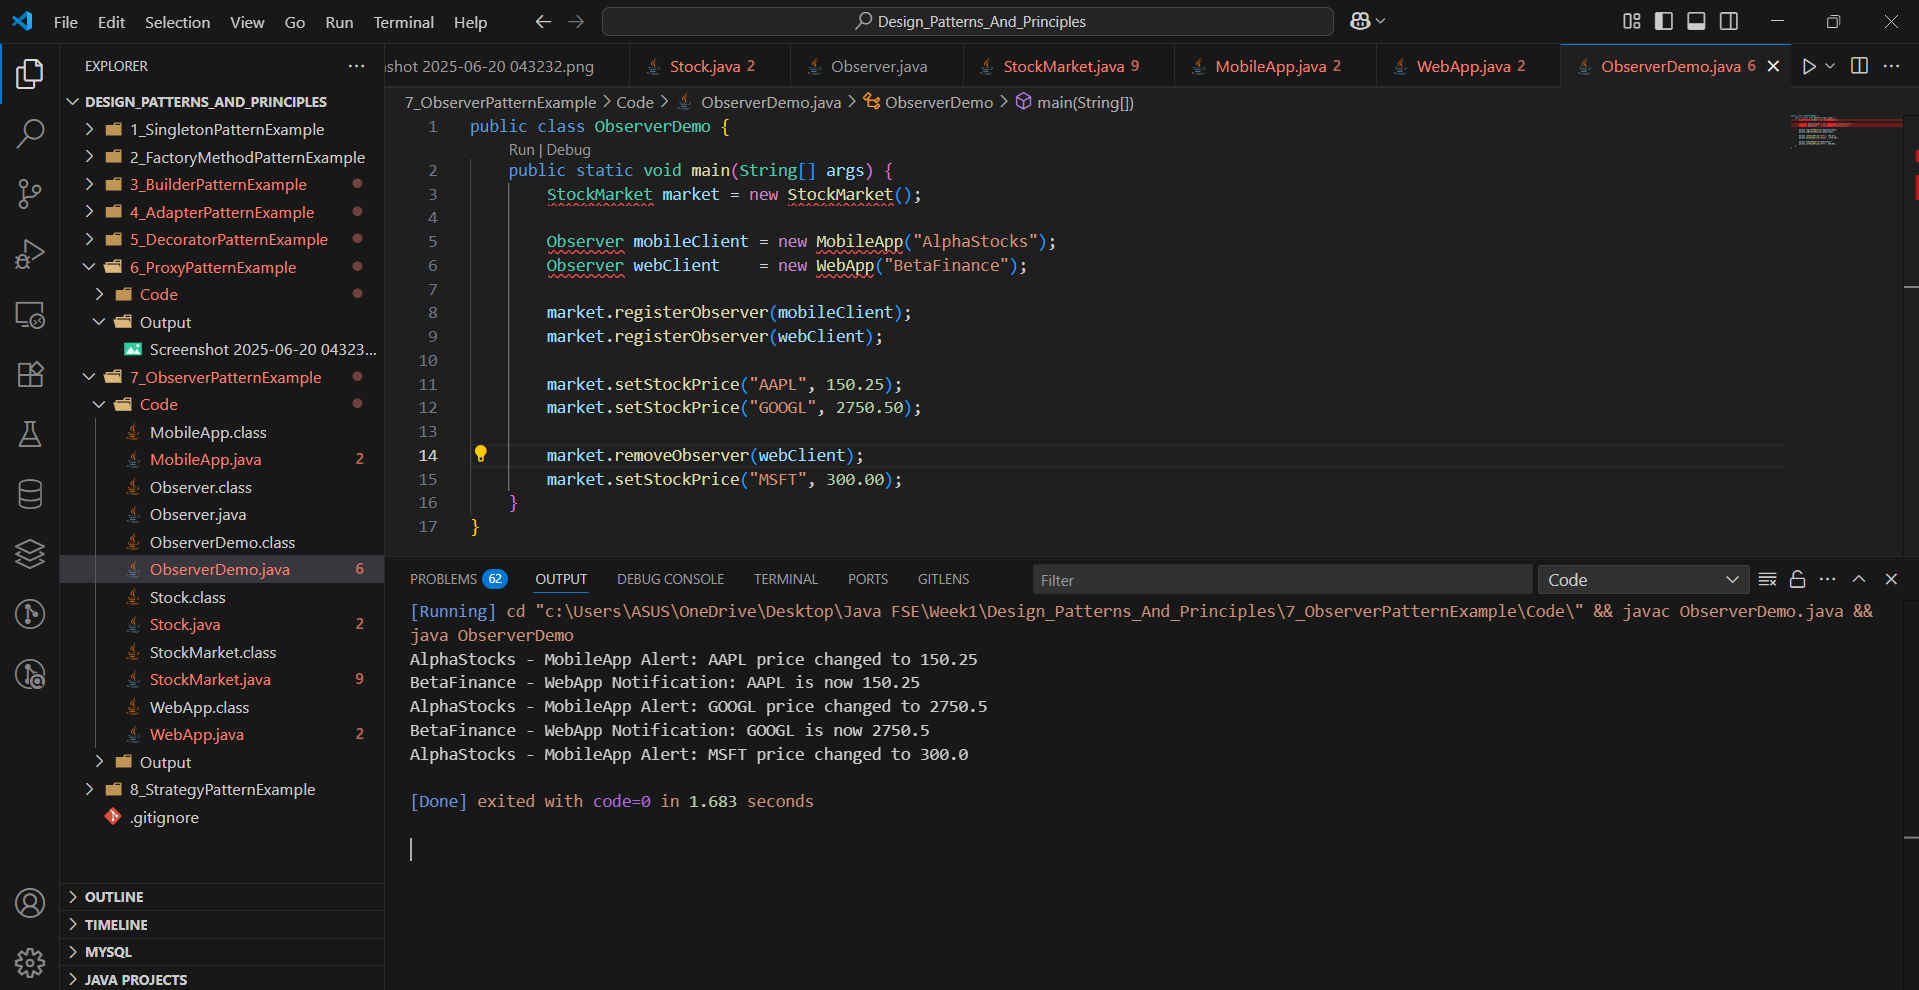 File Edit Selection View Go Run Terminal Help
Design_Patterns_And_Principles
EXPLORER
DESIGN_PATTERNS_AND_PRINCIPLES
1_SingletonPatternExample
2_FactoryMethodPatternExample
3_BuilderPatternExample
4_AdapterPatternExample
5_DecoratorPatternExample
6_ProxyPatternExample
Code
Output
Screenshot 2025-06-20 04323...
7_ObserverPatternExample
Code
MobileApp.class
MobileApp.java 2
Observer.class
Observer.java
ObserverDemo.class
ObserverDemo.java 6
Stock.class
Stock.java 2
StockMarket.class
StockMarket.java 9
WebApp.class
WebApp.java 2
Output
8_StrategyPatternExample
.gitignore
OUTLINE
TIMELINE
MYSQL
JAVA PROJECTS
shot 2025-06-20 043232.png Stock.java 2 Observer.java StockMarket.java 9 MobileApp.java 2 WebApp.java 2 ObserverDemo.java 6
7_ObserverPatternExample > Code > ObserverDemo.java > ObserverDemo > main(String[])
1 public class ObserverDemo {
Run | Debug
2 public static void main(String[] args) {
3 StockMarket market = new StockMarket();
4
5 Observer mobileClient = new MobileApp("AlphaStocks");
6 Observer webClient    = new WebApp("BetaFinance");
7
8 market.registerObserver(mobileClient);
9 market.registerObserver(webClient);
10
11 market.setStockPrice("AAPL", 150.25);
12 market.setStockPrice("GOOGL", 2750.50);
13
14 market.removeObserver(webClient);
15 market.setStockPrice("MSFT", 300.00);
16 }
17 }
PROBLEMS 62 OUTPUT DEBUG CONSOLE TERMINAL PORTS GITLENS Filter Code
[Running] cd "c:\Users\ASUS\OneDrive\Desktop\Java FSE\Week1\Design_Patterns_And_Principles\7_ObserverPatternExample\Code\" && javac ObserverDemo.java &&
java ObserverDemo
AlphaStocks - MobileApp Alert: AAPL price changed to 150.25
BetaFinance - WebApp Notification: AAPL is now 150.25
AlphaStocks - MobileApp Alert: GOOGL price changed to 2750.5
BetaFinance - WebApp Notification: GOOGL is now 2750.5
AlphaStocks - MobileApp Alert: MSFT price changed to 300.0
[Done] exited with code=0 in 1.683 seconds